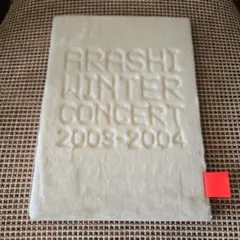 ARASHI
WINTER
CONCERT
2003-2004